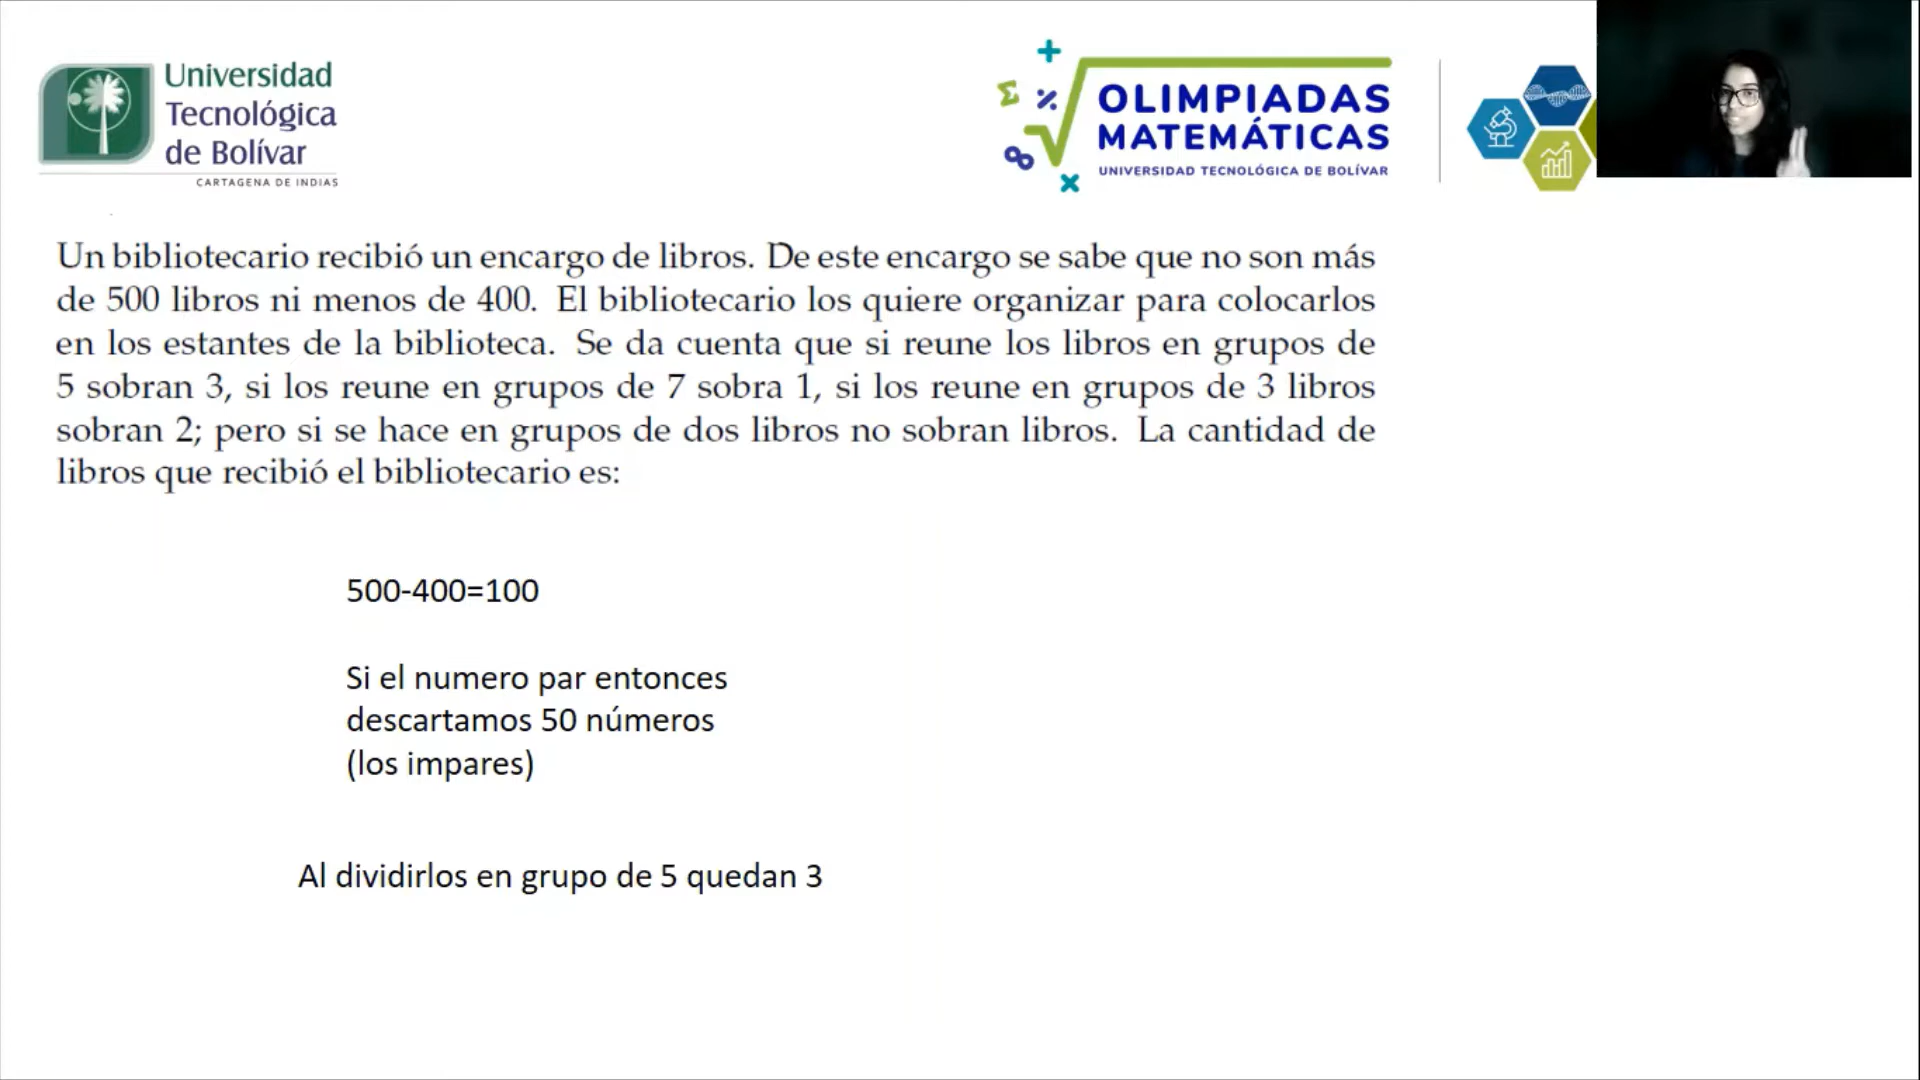 Universidad
Tecnológica
de Bolívar
CARTAGENA DE INDIAS
OLIMPIADAS
MATEMÁTICAS
UNIVERSIDAD TECNOLÓGICA DE BOLÍVAR
Un bibliotecario recibió un encargo de libros. De este encargo se sabe que no son más
de 500 libros ni menos de 400. El bibliotecario los quiere organizar para colocarlos
en los estantes de la biblioteca. Se da cuenta que si reune los libros en grupos de
5 sobran 3, si los reune en grupos de 7 sobra 1, si los reune en grupos de 3 libros
sobran 2; pero si se hace en grupos de dos libros no sobran libros. La cantidad de
libros que recibió el bibliotecario es:
500-400=100
Si el numero par entonces
descartamos 50 números
(los impares)
Al dividirlos en grupo de 5 quedan 3